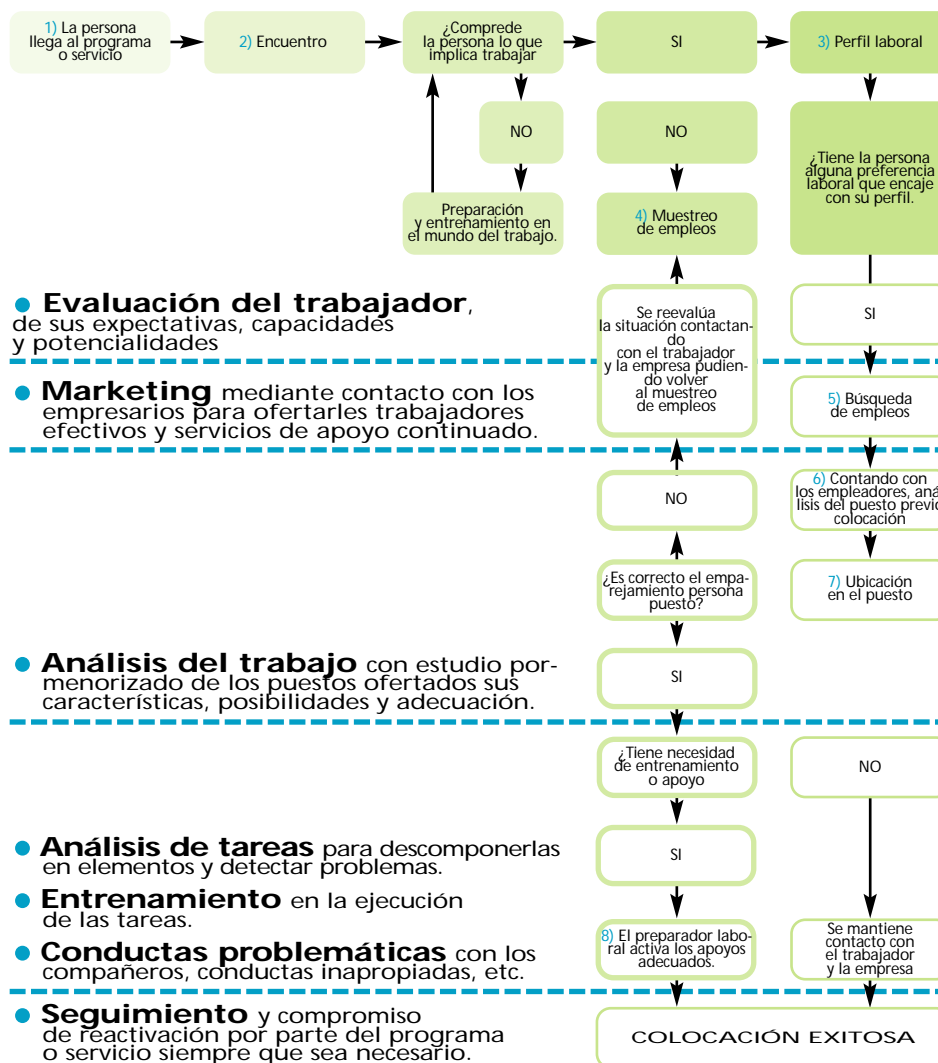 1) La persona
llega al programa
o servicio
2) Encuentro
¿Comprede
la persona lo que
implica trabajar
SI
3) Perfil laboral
NO
NO
¿Tiene la persona
alguna preferencia
laboral que encaje
con su perfil.
Preparación
y entrenamiento en
el mundo del trabajo.
4) Muestreo
de empleos
● Evaluación del trabajador,
de sus expectativas, capacidades
y potencialidades
Se reevalúa
la situación contactan-
do
con el trabajador
y la empresa pudien-
do volver
al muestreo
de empleos
SI
● Marketing mediante contacto con los
empresarios para ofertarles trabajadores
efectivos y servicios de apoyo continuado.
5) Búsqueda
de empleos
NO
6) Contando con
los empleadores, aná
lisis del puesto previo
colocación
¿Es correcto el empa-
rejamiento persona
puesto?
7) Ubicación
en el puesto
● Análisis del trabajo con estudio por-
menorizado de los puestos ofertados sus
características, posibilidades y adecuación.
SI
¿Tiene necesidad
de entrenamiento
o apoyo
NO
● Análisis de tareas para descomponerlas
en elementos y detectar problemas.
SI
● Entrenamiento en la ejecución
de las tareas.
● Conductas problemáticas con los
compañeros, conductas inapropiadas, etc.
8) El preparador labo-
ral activa los apoyos
adecuados.
Se mantiene
contacto con
el trabajador
y la empresa
● Seguimiento y compromiso
de reactivación por parte del programa
o servicio siempre que sea necesario.
COLOCACIÓN EXITOSA